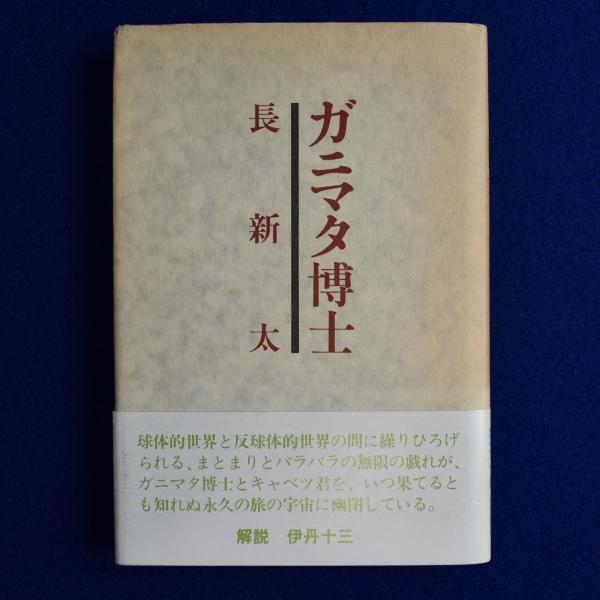 ガニマタ博士
長新太
球体的世界と反球体的世界の間に繰りひろげ
られる、まとまりとバラバラの無限の戯れが、
ガニマタ博士とキャベツ君を、いつ果てると
も知れぬ永久の旅の宇宙に幽閉している。
解説 伊丹十三